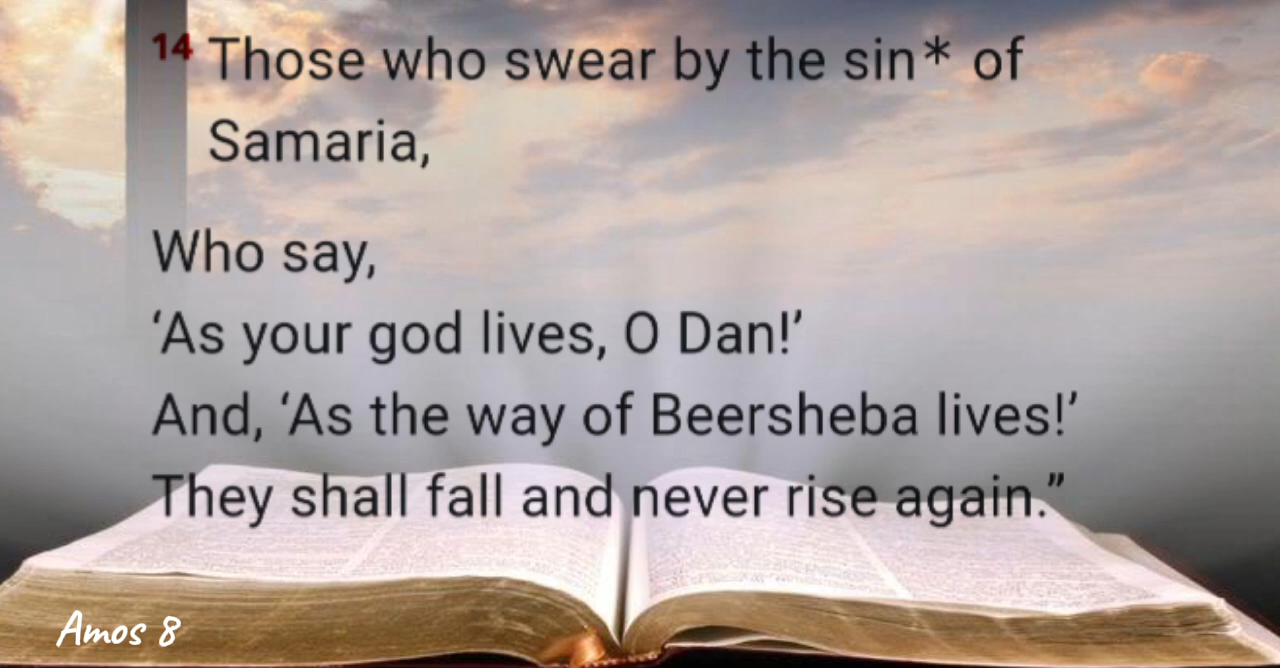 14 Those who swear by the sin* of
Samaria,
Who say,
‘As your god lives, O Dan!’
And, ‘As the way of Beersheba lives!’
They shall fall and never rise again.”
Amos 8